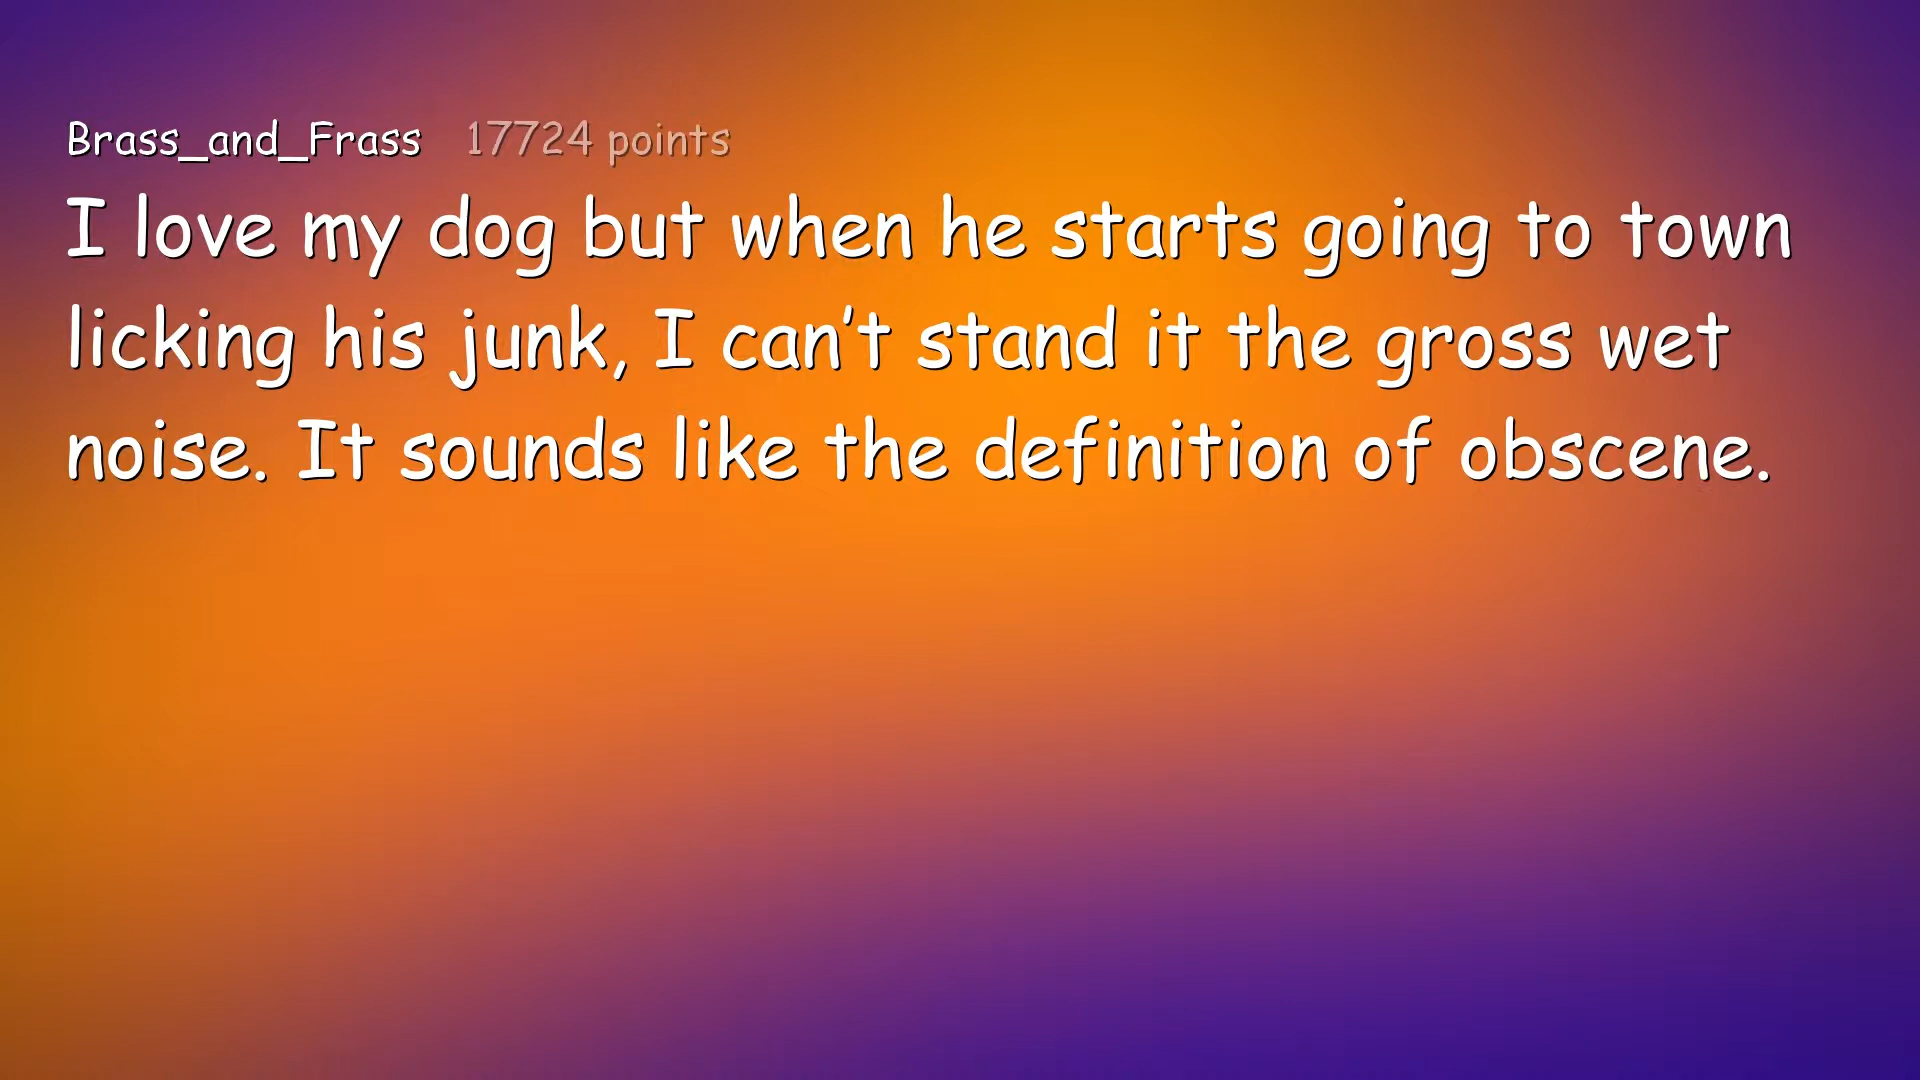 Brass_and_Frass 17724 points
I love my dog but when he starts going to town
licking his junk, I can't stand it the gross wet
noise. It sounds like the definition of obscene.